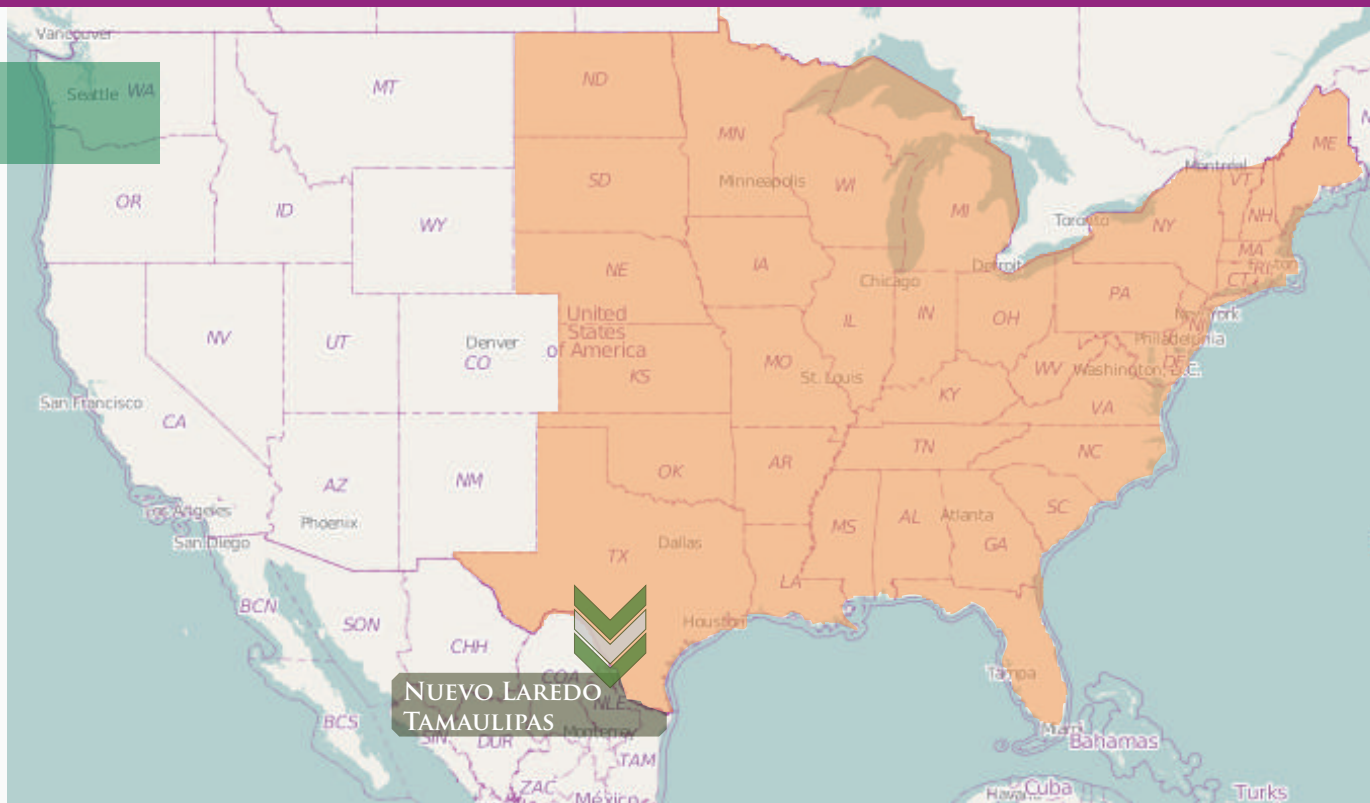 Vancouver
Seattle WA
MT
ND
MN
ME
Montreal
VT
OR
ID
WY
SD
Minneapolis
WI
MI
Toronto
NY
NH
MA
NE
IA
Chicago
Detroit
RI
CT
PA
NV
UT
Denver
CO
United
States
of America
IL
IN
OH
New York
NJ
Philadelphia
KS
MO
St. Louis
WV
Washington, D.C.
DE
San Francisco
CA
KY
VA
AZ
NM
OK
AR
TN
NC
Los Angeles
Phoenix
San Diego
TX
Dallas
MS
AL
Atlanta
GA
SC
LA
BCN
SON
CHH
Houston
COA
NLE
Tampa
NUEVO LAREDO
TAMAULIPAS
BCS
SIN
DUR
Monterrey
Miami
Bahamas
TAM
ZAC
México
Cuba
Turks